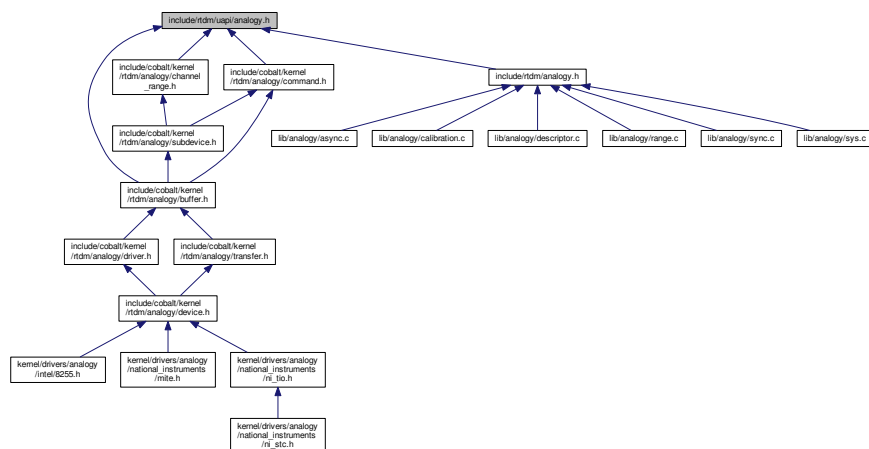 include/rtdm/uapi/analogy.h
include/cobalt/kernel
/rtdm/analogy/channel
_range.h
include/cobalt/kernel
/rtdm/analogy/command.h
include/rtdm/analogy.h
include/cobalt/kernel
/rtdm/analogy/subdevice.h
lib/analogy/async.c
lib/analogy/calibration.c
lib/analogy/descriptor.c
lib/analogy/range.c
lib/analogy/sync.c
lib/analogy/sys.c
include/cobalt/kernel
/rtdm/analogy/buffer.h
include/cobalt/kernel
/rtdm/analogy/driver.h
include/cobalt/kernel
/rtdm/analogy/transfer.h
include/cobalt/kernel
/rtdm/analogy/device.h
kernel/drivers/analogy
/intel/8255.h
kernel/drivers/analogy
/national_instruments
/mite.h
kernel/drivers/analogy
/national_instruments
/ni_tio.h
kernel/drivers/analogy
/national_instruments
/ni_stc.h